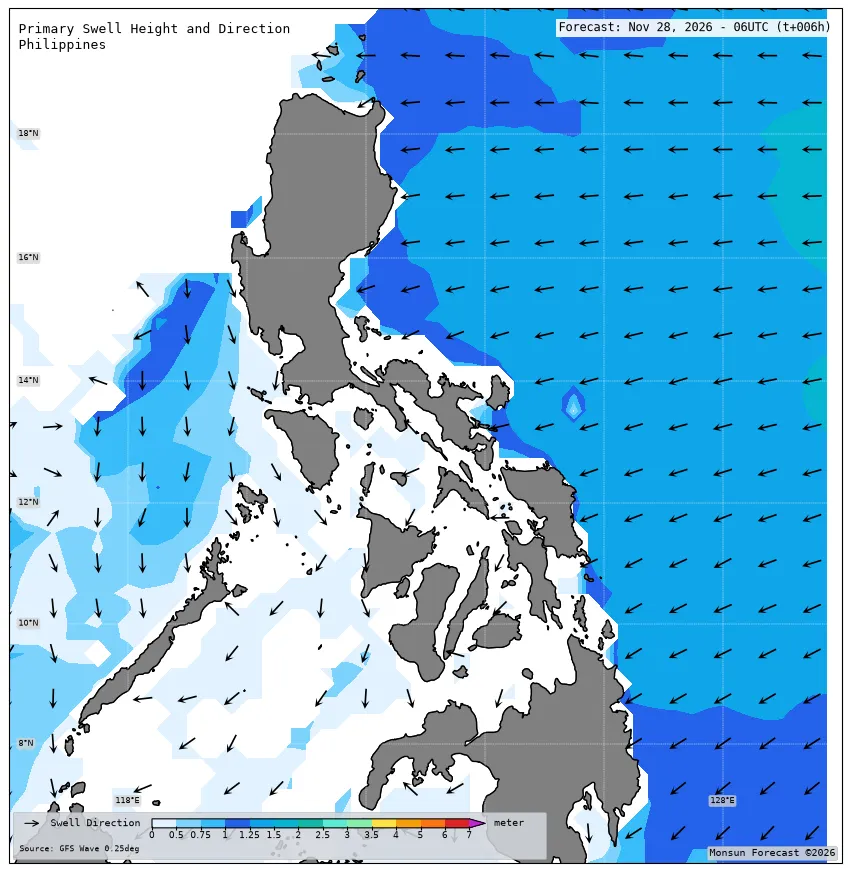 Primary Swell Height and Direction
Philippines
Forecast: Nov 28, 2026 - 06UTC (t+006h)
18°N
16°N
14°N
12°N
10°N
8°N
118°E
128°E
Swell Direction
meter
0 0.5 0.75 1 1.25 1.5 2 2.5 3 3.5 4 5 6 7
Source: GFS Wave 0.25deg
Monsun Forecast ©2026